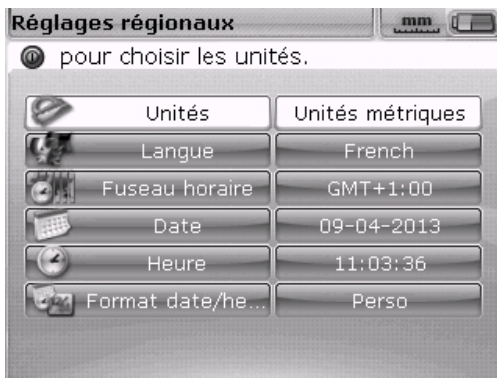 Réglages régionaux mm
pour choisir les unités.
Unités Unités métriques
Langue French
Fuseau horaire GMT+1:00
Date 09-04-2013
Heure 11:03:36
Format date/he... Perso